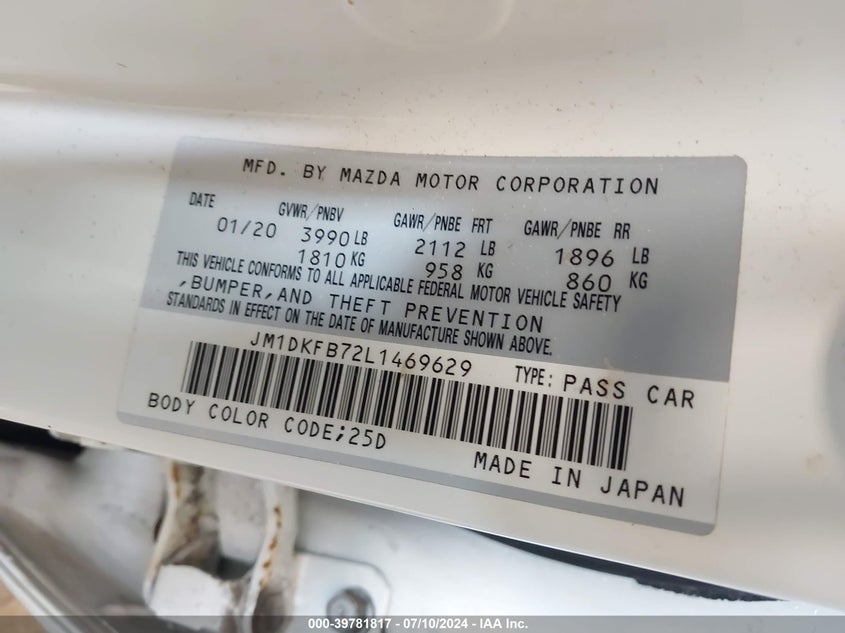 MFD. BY MAZDA MOTOR CORPORATION
DATE GVWR/PNBV GAWR/PNBE FRT GAWR/PNBE RR
01/20 3990 LB 2112 LB 1896 LB
1810 KG 958 KG 860 KG
THIS VEHICLE CONFORMS TO ALL APPLICABLE FEDERAL MOTOR VEHICLE SAFETY
,BUMPER,AND THEFT PREVENTION
STANDARDS IN EFFECT ON THE DATE OF MANUFACTURE SHOWN ABOVE.
JM1DKFB72L1469629 TYPE: PASS CAR
BODY COLOR CODE;25D
MADE IN JAPAN
000-39781817 - 07/10/2024 - IAA Inc.